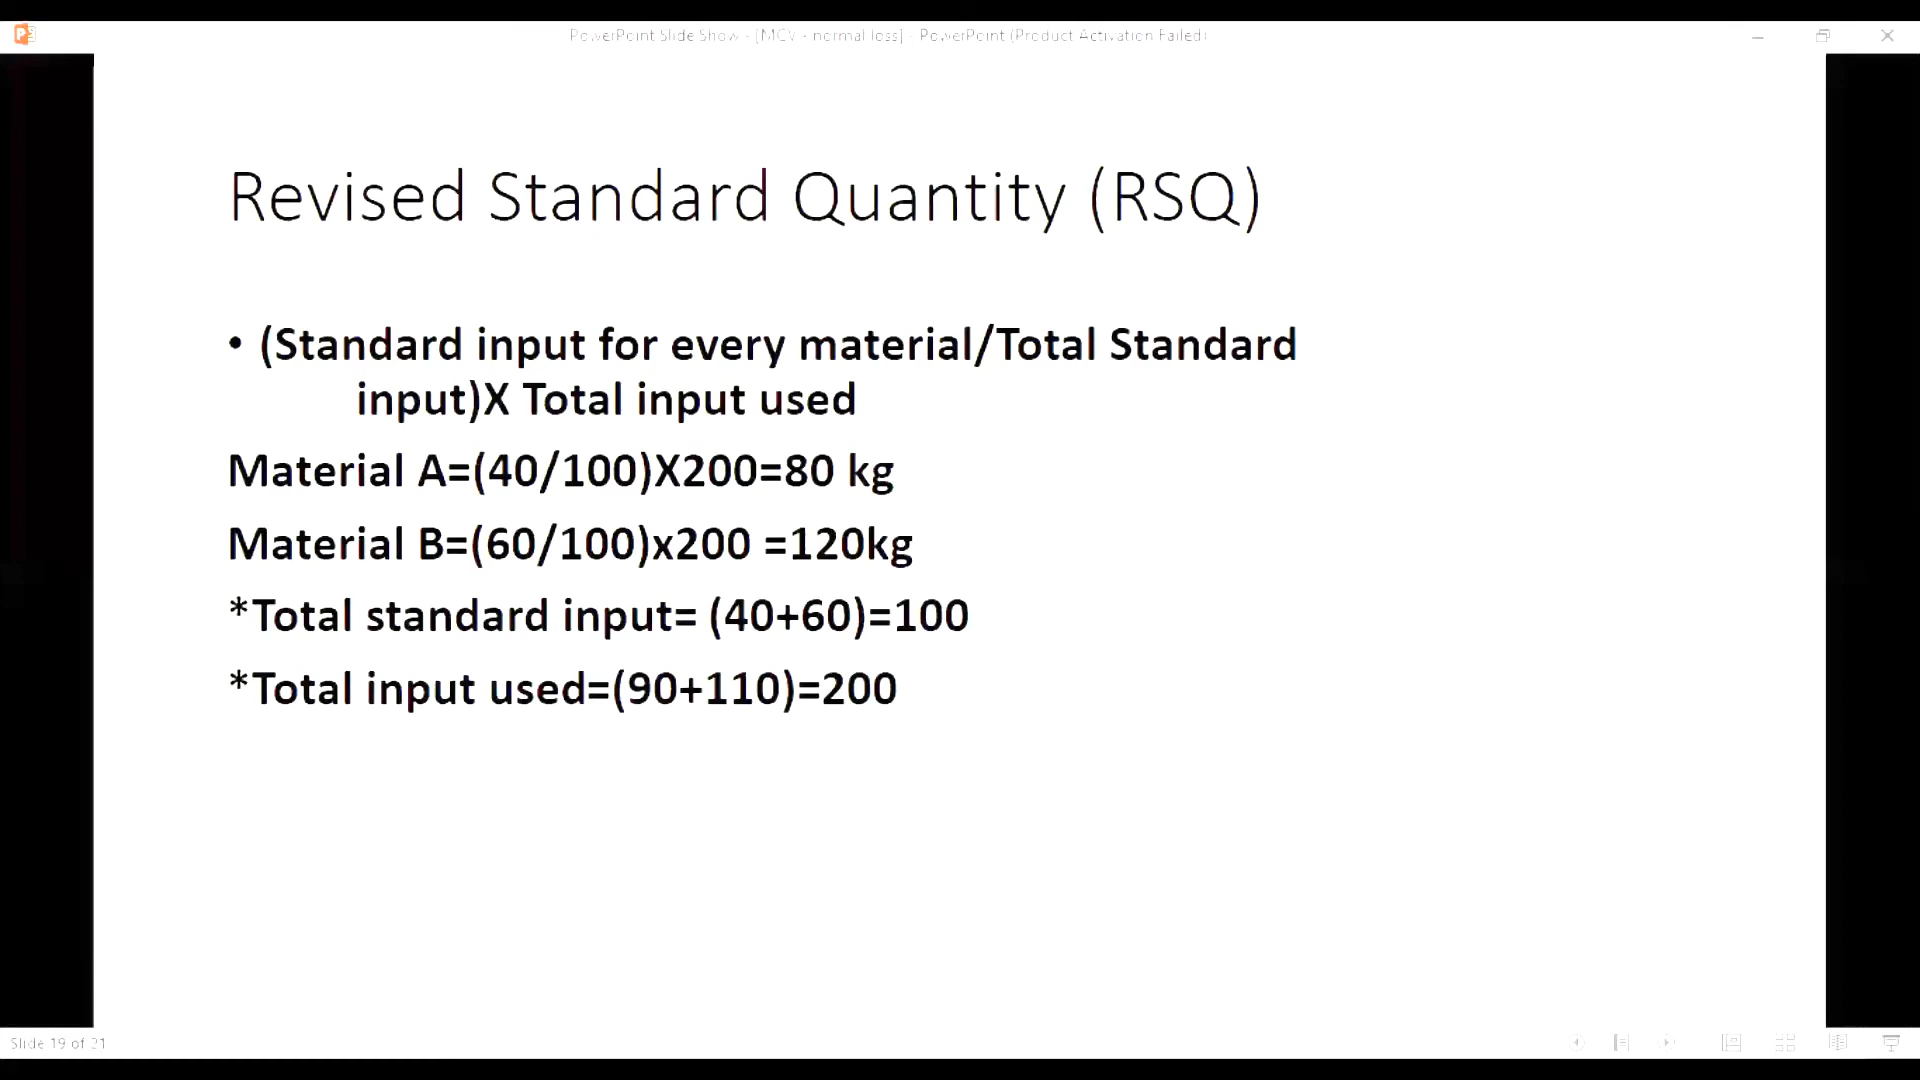 PowerPoint Slide Show - [MCV - normal loss] - PowerPoint (Product Activation Failed)
Revised Standard Quantity (RSQ)
• (Standard input for every material/Total Standard
input)X Total input used
Material A=(40/100)X200=80 kg
Material B=(60/100)x200 =120kg
*Total standard input= (40+60)=100
*Total input used=(90+110)=200
Slide 19 of 21